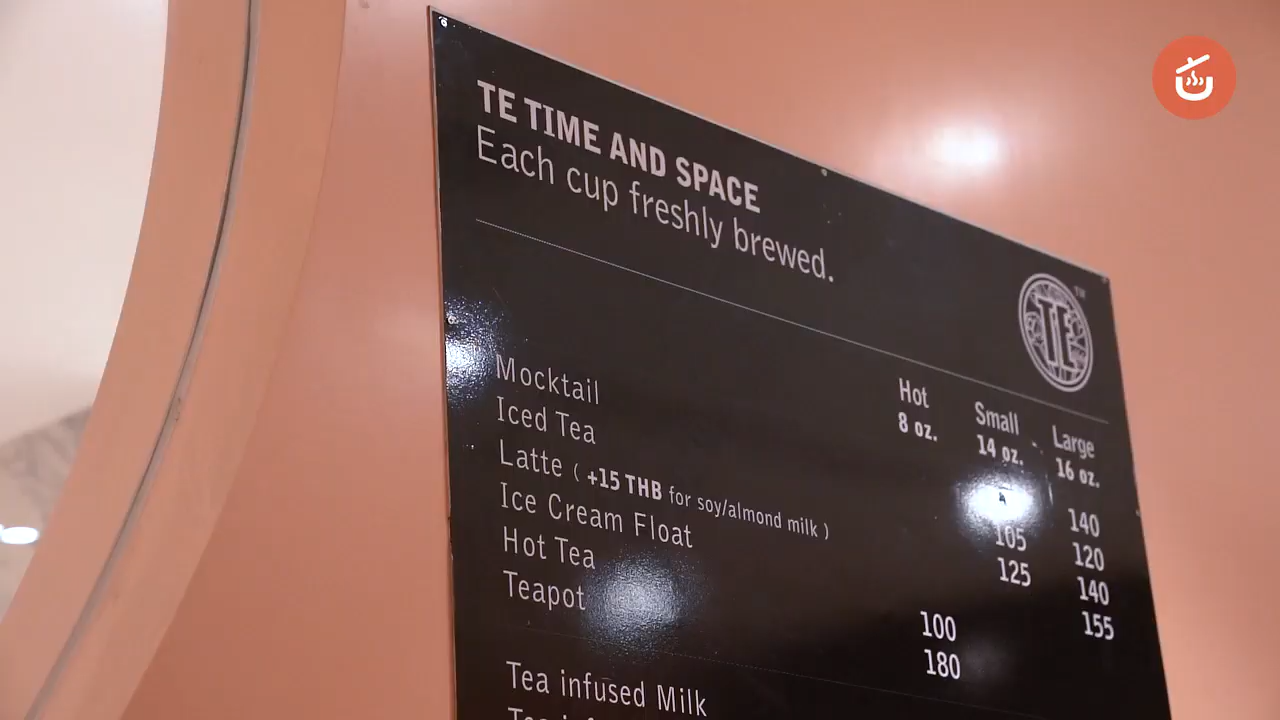 TE TIME AND SPACE
Each cup freshly brewed.
TE
TM
Hot Small Large
8 oz. 14 oz. 16 oz.
Mocktail 140
Iced Tea 105 120
Latte ( +15 THB for soy/almond milk ) 125 140
Ice Cream Float 155
Hot Tea 100
Teapot 180
Tea infused Milk